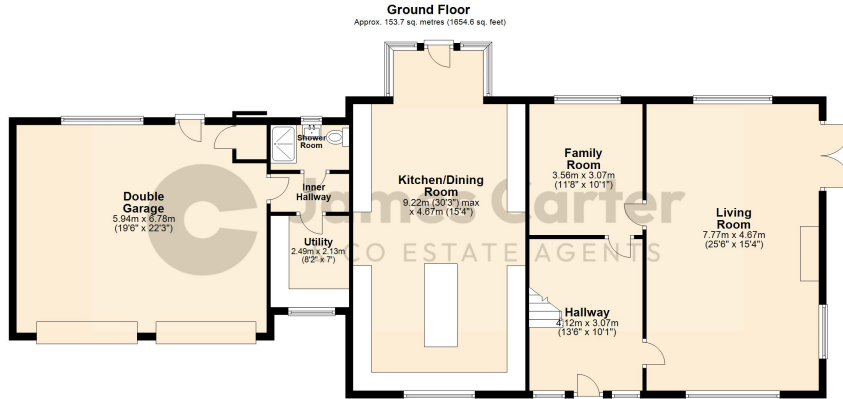 Ground Floor
Approx. 153.7 sq. metres (1654.6 sq. feet)
Shower
Room
Inner
Hallway
Double
Garage
5.94m x 6.78m
(19'6" x 22'3")
Utility
2.49m x 2.13m
(8'2" x 7')
Kitchen/Dining
Room
9.22m (30'3") max
x 4.67m (15'4")
Family
Room
3.56m x 3.07m
(11'8" x 10'1")
Living
Room
7.77m x 4.67m
(25'6" x 15'4")
Hallway
4.12m x 3.07m
(13'6" x 10'1")
James Carter
& CO ESTATE AGENTS